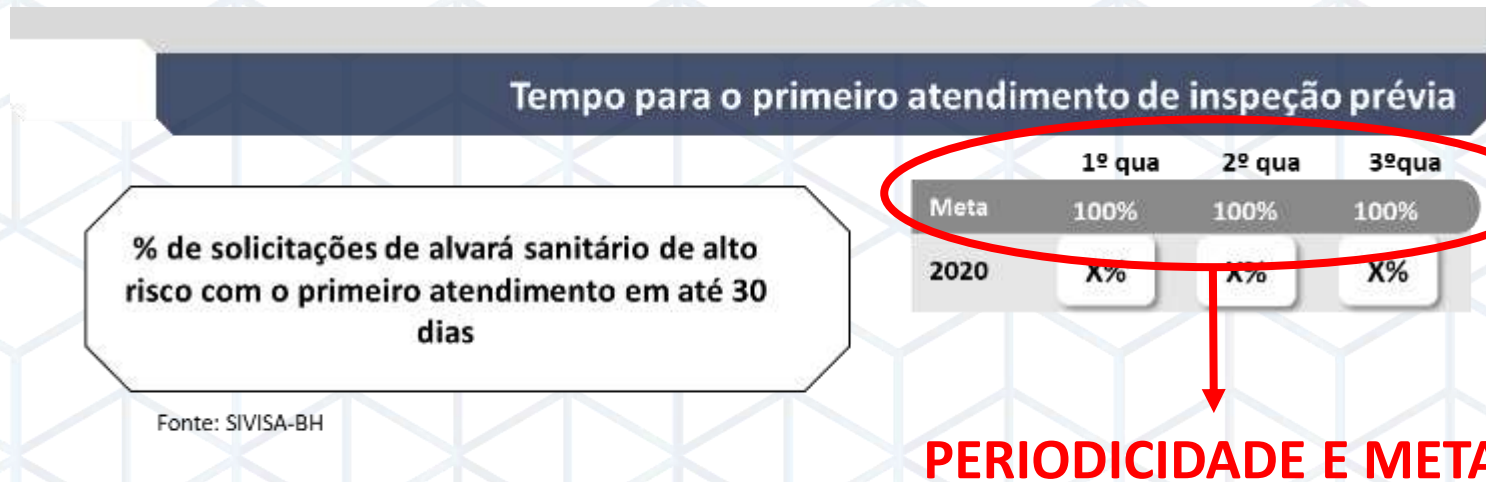 Tempo para o primeiro atendimento de inspeção prévia
1º qua 2º qua 3ºqua
Meta 100% 100% 100%
2020 X% X% X%
% de solicitações de alvará sanitário de alto
risco com o primeiro atendimento em até 30
dias
Fonte: SIVISA-BH
PERIODICIDADE E META